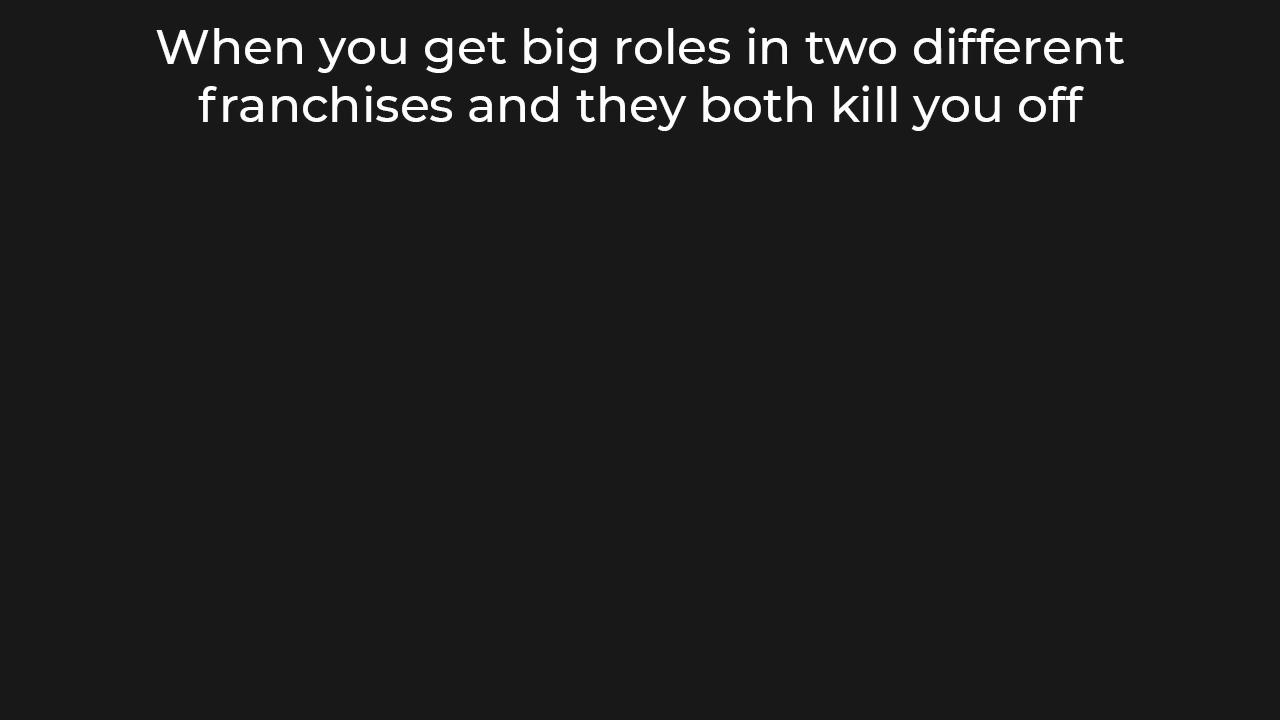 When you get big roles in two different
franchises and they both kill you off